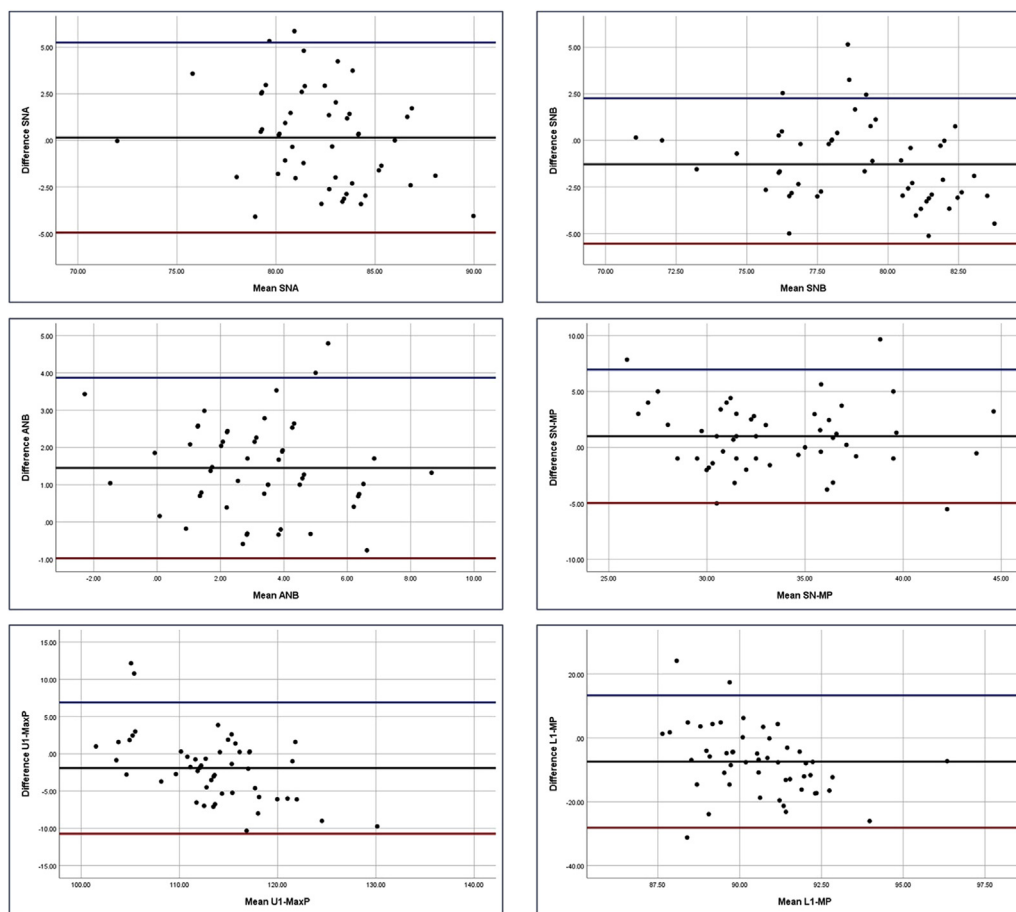 Difference SNA
5.00
2.50
.00
-2.50
-5.00
70.00 75.00 80.00 85.00 90.00
Mean SNA
Difference SNB
5.00
2.50
.00
-2.50
-5.00
70.00 72.50 75.00 77.50 80.00 82.50
Mean SNB
Difference ANB
5.00
4.00
3.00
2.00
1.00
.00
-1.00
-2.00 .00 2.00 4.00 6.00 8.00 10.00
Mean ANB
Difference SN-MP
10.00
5.00
.00
-5.00
-10.00
25.00 30.00 35.00 40.00 45.00
Mean SN-MP
Difference U1-MaxP
15.00
10.00
5.00
.00
-5.00
-10.00
-15.00
100.00 110.00 120.00 130.00 140.00
Mean U1-MaxP
Difference L1-MP
20.00
.00
-20.00
-40.00
87.50 90.00 92.50 95.00 97.50
Mean L1-MP